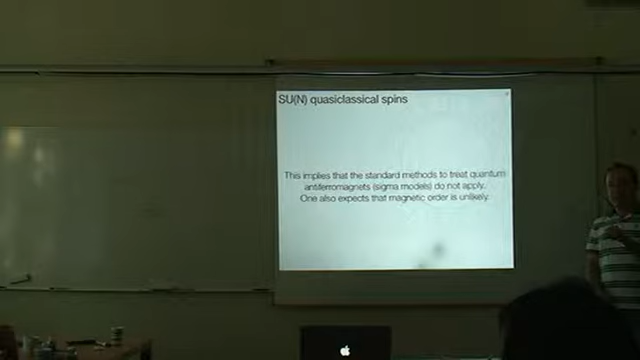 SU(N) quasiclassical spins
This implies that the standard methods to treat quantum
antiferromagnets (sigma models) do not apply.
One also expects that magnetic order is unlikely.